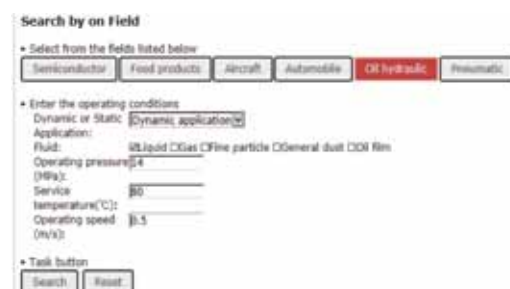 Search by on Field
• Select from the fields listed below
Semiconductor Food products Aircraft Automobile Oil hydraulic Pneumatic
• Enter the operating conditions
Dynamic or Static Dynamic application
Application:
Fluid: ☑Liquid ☐Gas ☐Fine particle ☐General dust ☐Oil film
Operating pressure 14
(MPa):
Service 80
temperature(℃):
Operating speed 0.5
(m/s):
• Task button
Search Reset